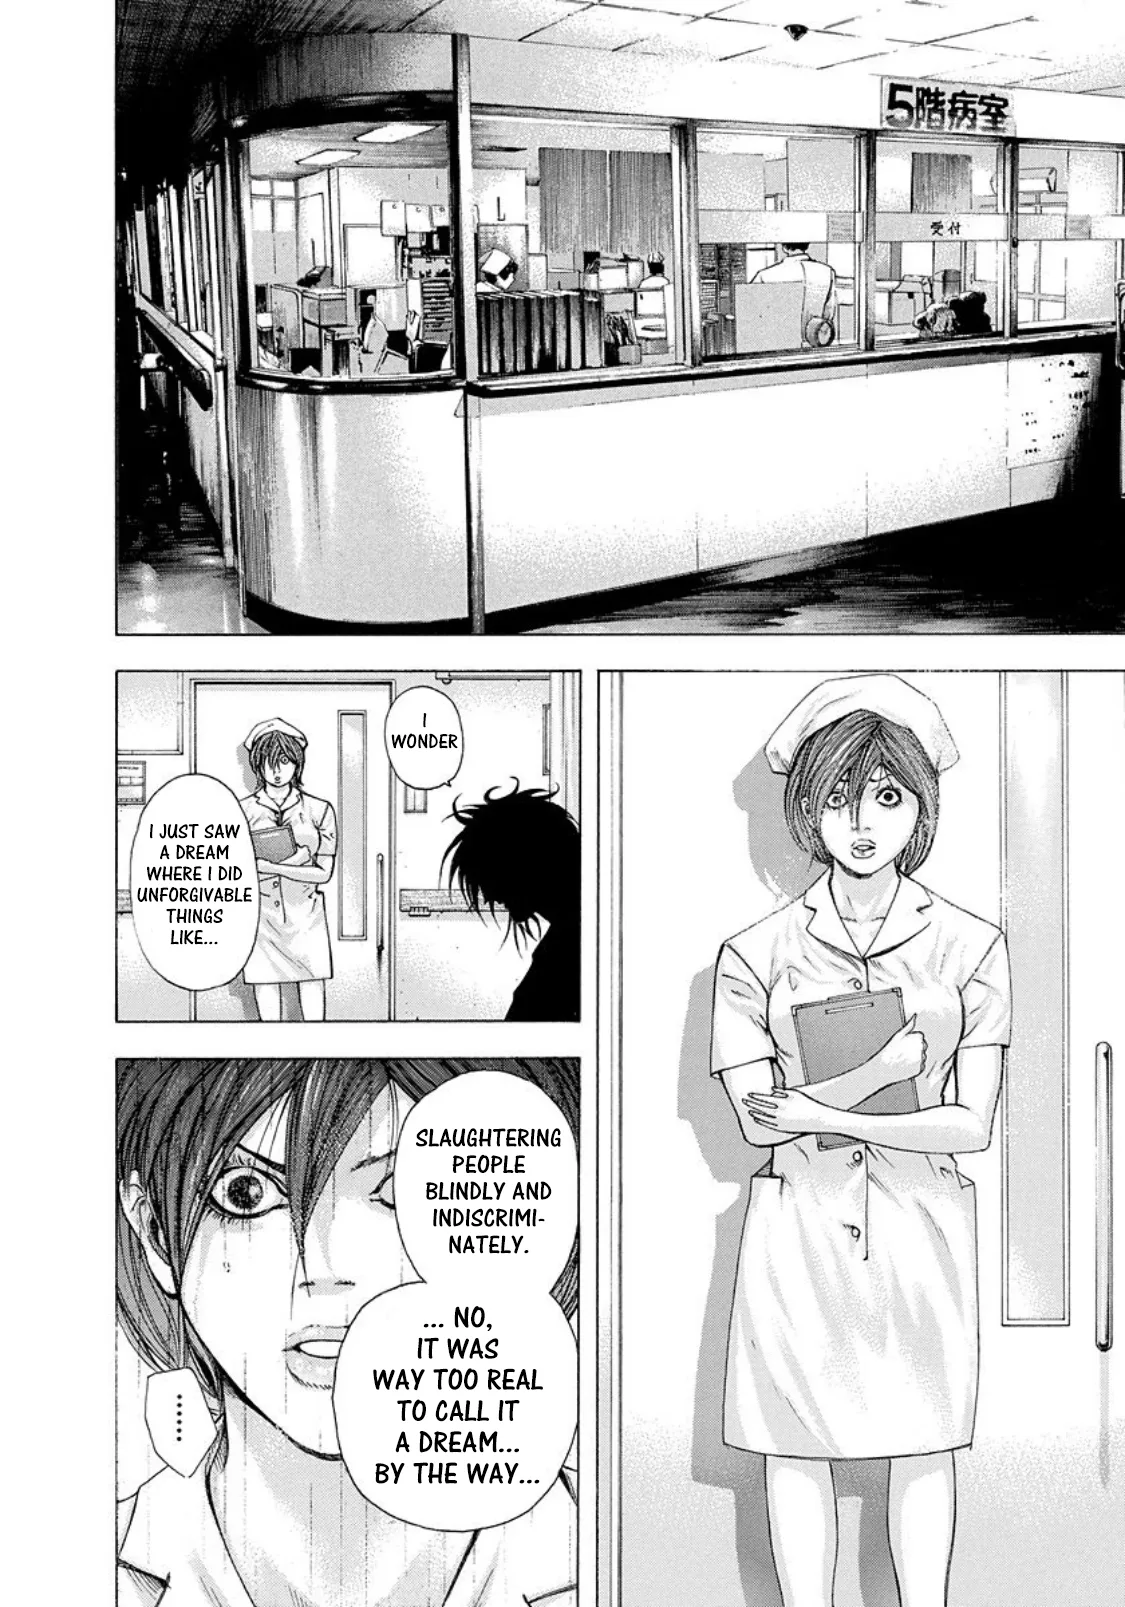 5階病室
受付
I
WONDER
I JUST SAW
A DREAM
WHERE I DID
UNFORGIVABLE
THINGS
LIKE...
SLAUGHTERING
PEOPLE
BLINDLY AND
INDISCRIMI-
NATELY.
... NO,
IT WAS
WAY TOO REAL
TO CALL IT
A DREAM...
BY THE WAY...
......